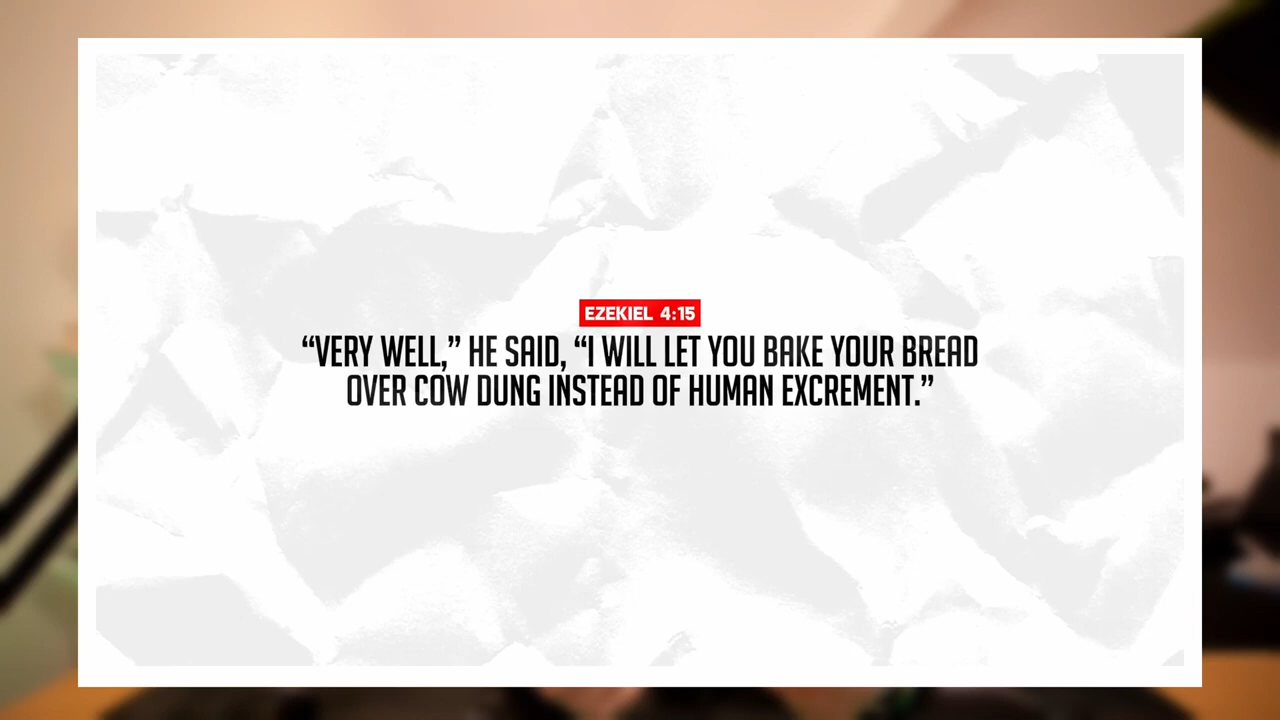 EZEKIEL 4:15
“VERY WELL,” HE SAID, “I WILL LET YOU BAKE YOUR BREAD
OVER COW DUNG INSTEAD OF HUMAN EXCREMENT.”